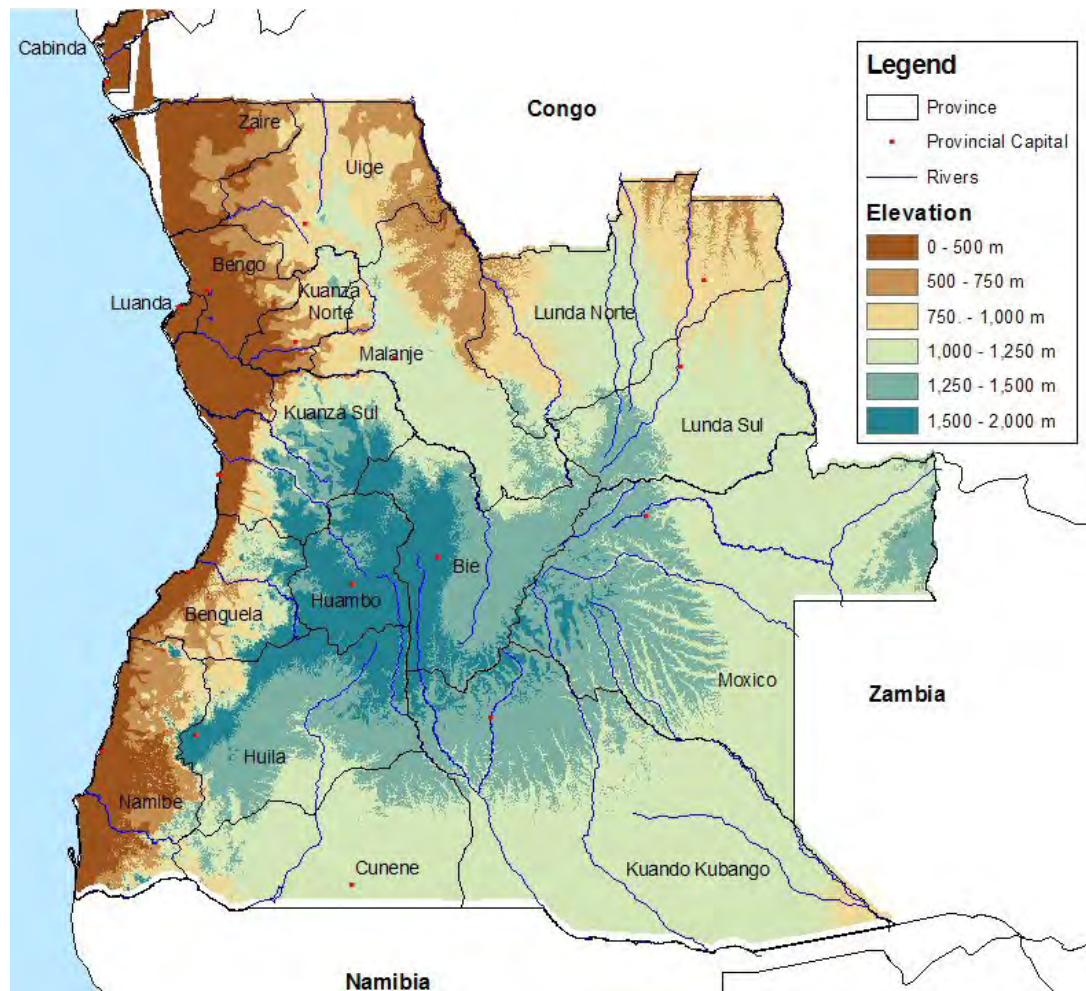 Cabinda
Legend
Province
Provincial Capital
Rivers
Elevation
0 - 500 m
500 - 750 m
750. - 1,000 m
1,000 - 1,250 m
1,250 - 1,500 m
1,500 - 2,000 m
Congo
Zaire
Uige
Bengo
Luanda
Kuanza
Norte
Lunda Norte
Malanje
Kuanza Sul
Lunda Sul
Bie
Huambo
Benguela
Moxico
Zambia
Huila
Namibe
Cunene
Kuando Kubango
Namibia